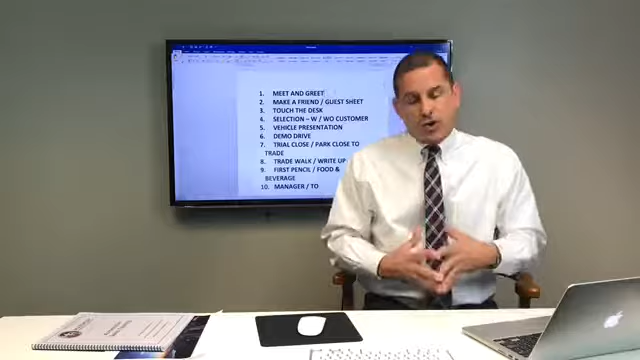 1. MEET AND GREET
2. MAKE A FRIEND / GUEST SHEET
3. TOUCH THE DESK
4. SELECTION – W / WO CUSTOMER
5. VEHICLE PRESENTATION
6. DEMO DRIVE
7. TRIAL CLOSE / PARK CLOSE TO
TRADE
8. TRADE WALK / WRITE UP
9. FIRST PENCIL / FOOD &
BEVERAGE
10. MANAGER / TO